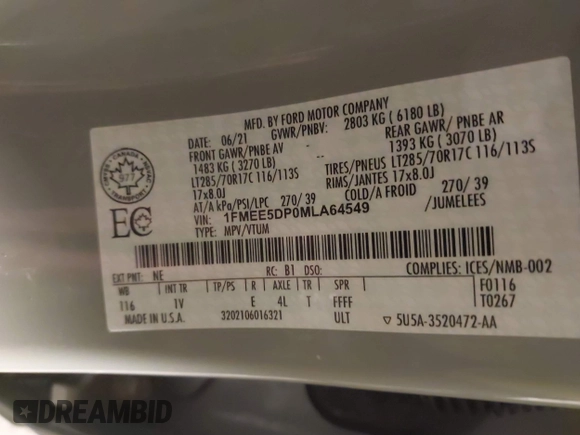 MFD. BY FORD MOTOR COMPANY
DATE: 06/21 GVWR/PNBV: 2803 KG ( 6180 LB)
FRONT GAWR/PNBE AV REAR GAWR/ PNBE AR
1483 KG ( 3270 LB) 1393 KG ( 3070 LB)
LT285/70R17C 116/113S TIRES/PNEUS LT285/70R17C 116/113S
17x8.0J RIMS/JANTES 17x8.0J
AT/A kPa/PSI/LPC 270/ 39 COLD/A FROID 270/ 39
VIN: 1FMEE5DP0MLA64549 /JUMELEES
TYPE: MPV/VTUM
CANADA
TRANSPORT
977
EC
EXT PNT: NE RC: B1 DSO: COMPLIES: ICES/NMB-002
WB INT TR TP/PS R AXLE TR SPR F0116
116 1V E 4L T FFFF T0267
MADE IN U.S.A. 3202106016321 ULT ▽ 5U5A-3520472-AA
DREAMBID